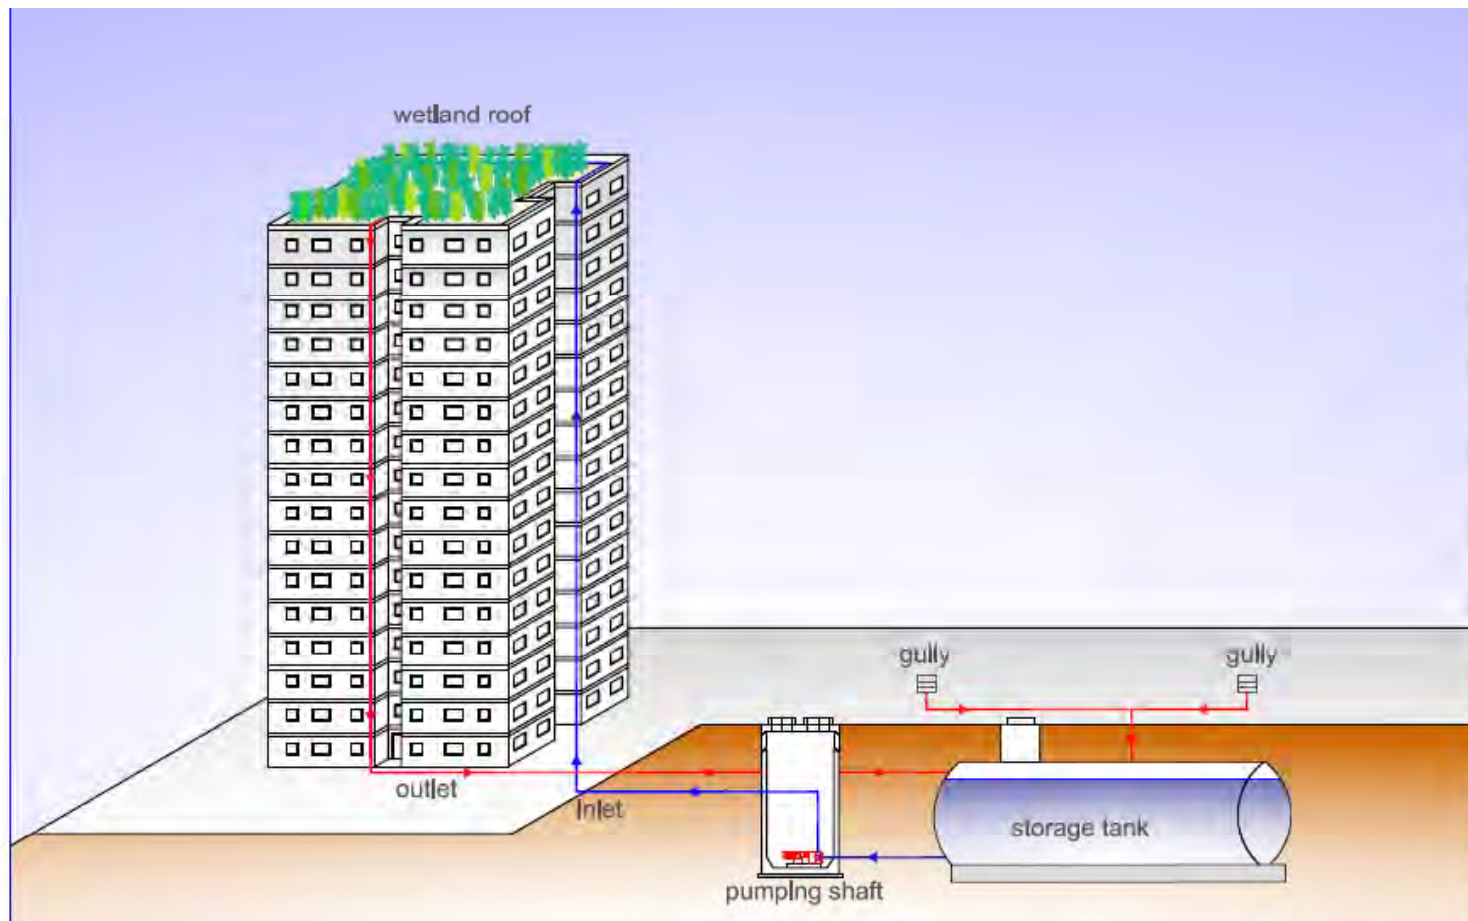 wetland roof
gully
gully
outlet
inlet
storage tank
pumping shaft